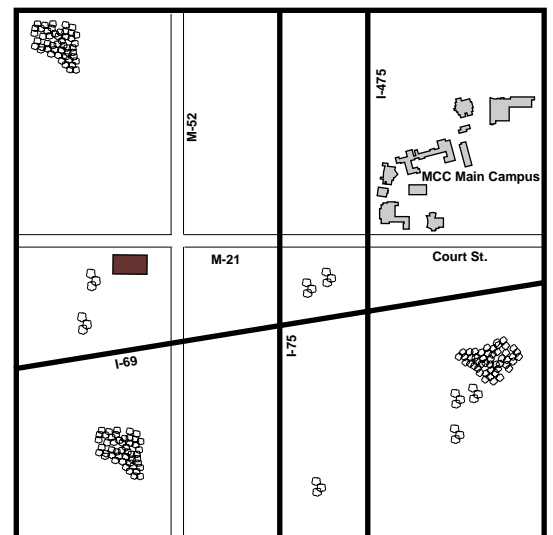 I-475
M-52
MCC Main Campus
M-21
Court St.
I-75
I-69